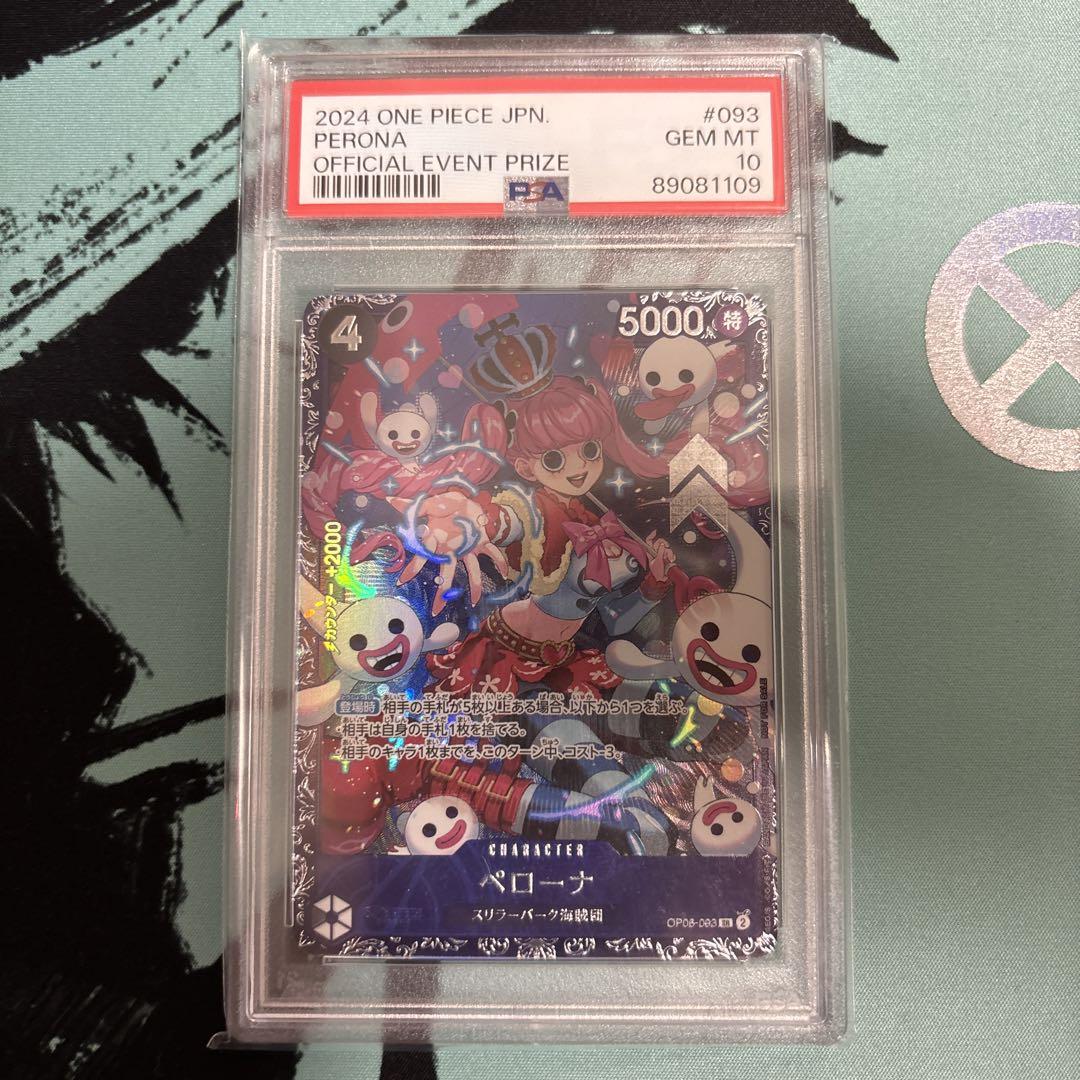 2024 ONE PIECE JPN.
#093
PERONA
GEM MT
OFFICIAL EVENT PRIZE
10
PSA
89081109
4
5000
特
カウンター +2000
登場時 相手の手札が5枚以上ある場合、以下から1つを選ぶ。
・相手は自身の手札1枚を捨てる。
・相手のキャラ1枚までを、このターン中、コスト-3。
NOT FOR SALE
CHARACTER
ペローナ
スリラーバーク海賊団
OP06-093 SR 2